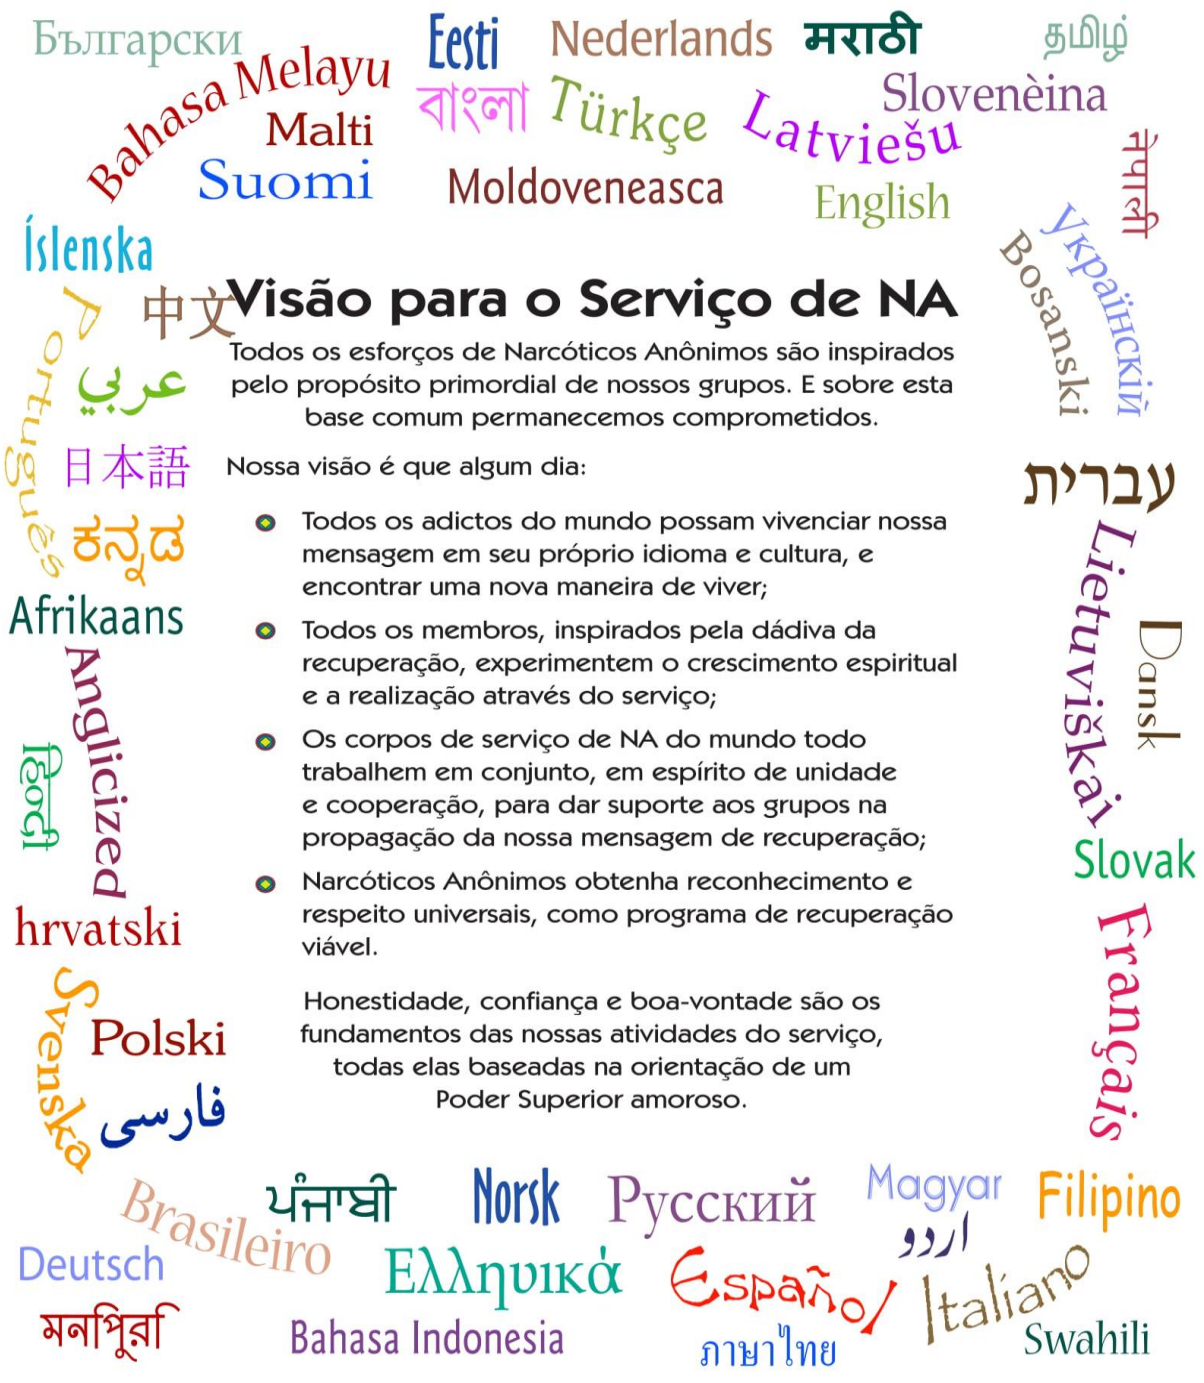 Български
Eesti
Nederlands
मराठी
தமிழ்
Bahasa Melayu
Malti
বাংলা
Türkçe
Latviešu
Slovenèina
नेपाली
Suomi
Moldoveneasca
English
Íslenska
Український
Bosanski
中文
Português
عربي
日本語
ಕನ್ನಡ
Afrikaans
Anglicized
हिन्दी
hrvatski
Svenska
Polski
فارسی
Visão para o Serviço de NA
Todos os esforços de Narcóticos Anônimos são inspirados
pelo propósito primordial de nossos grupos. E sobre esta
base comum permanecemos comprometidos.
Nossa visão é que algum dia:
Todos os adictos do mundo possam vivenciar nossa
mensagem em seu próprio idioma e cultura, e
encontrar uma nova maneira de viver;
Todos os membros, inspirados pela dádiva da
recuperação, experimentem o crescimento espiritual
e a realização através do serviço;
Os corpos de serviço de NA do mundo todo
trabalhem em conjunto, em espírito de unidade
e cooperação, para dar suporte aos grupos na
propagação da nossa mensagem de recuperação;
Narcóticos Anônimos obtenha reconhecimento e
respeito universais, como programa de recuperação
viável.
Honestidade, confiança e boa-vontade são os
fundamentos das nossas atividades do serviço,
todas elas baseadas na orientação de um
Poder Superior amoroso.
עברית
Lietuviškai
Dansk
Slovak
Français
Brasileiro
ਪੰਜਾਬੀ
Norsk
Русский
Magyar
اردو
Filipino
Deutsch
Ελληνικά
Español
Italiano
মনিপুরি
Bahasa Indonesia
ภาษาไทย
Swahili